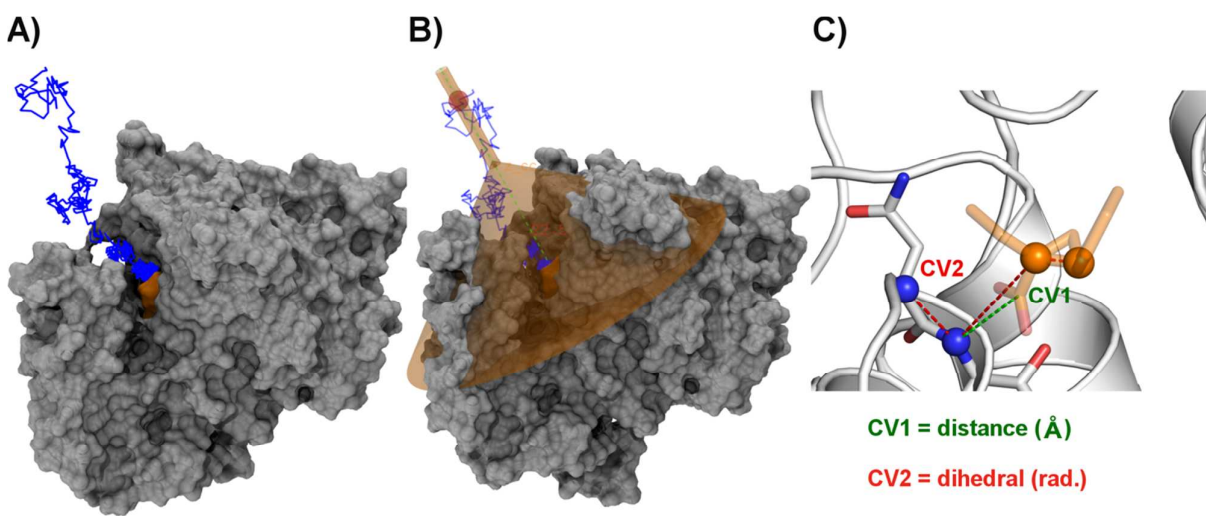 A)
B)
C)
CV2
CV1
CV1 = distance (Å)
CV2 = dihedral (rad.)